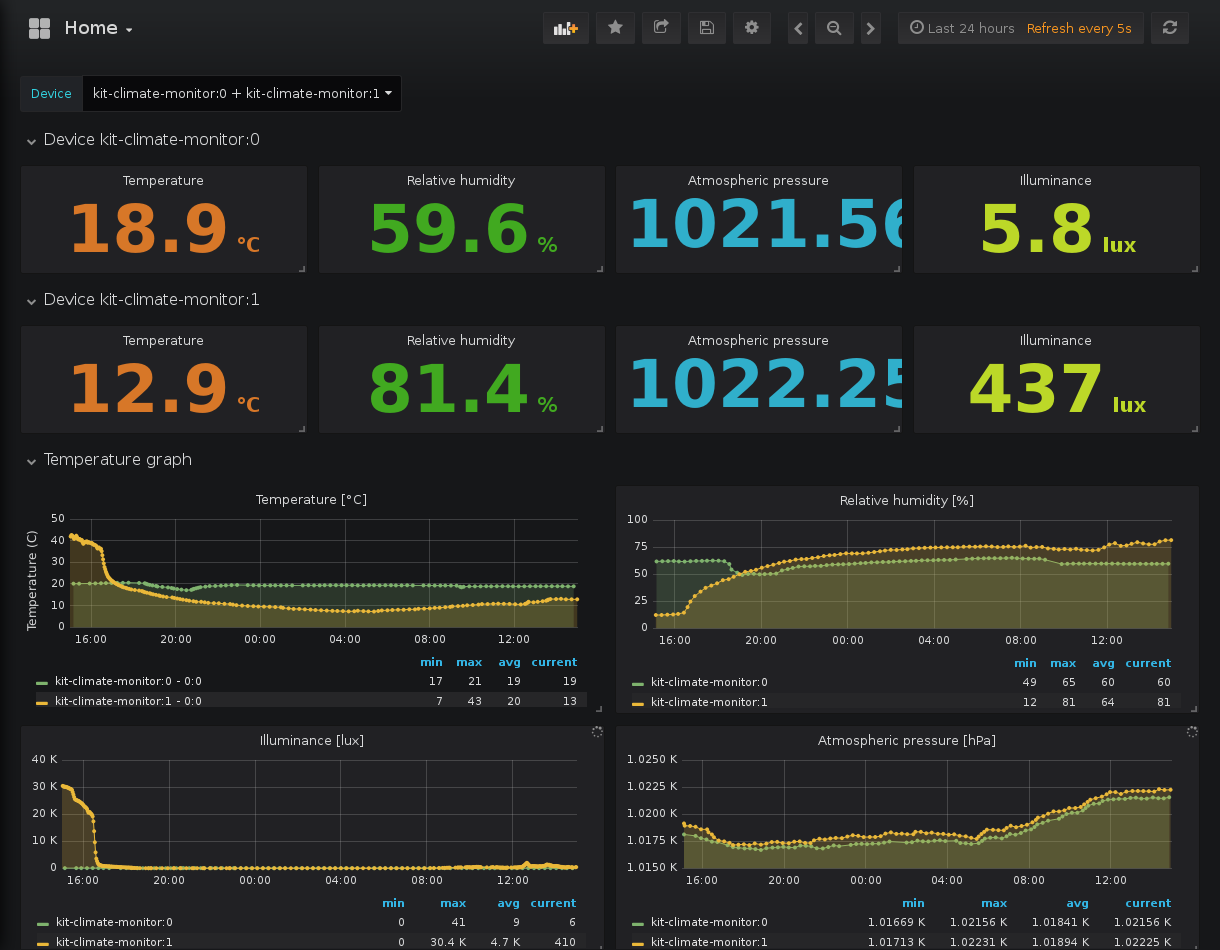 Home
Last 24 hours Refresh every 5s
Device kit-climate-monitor:0 + kit-climate-monitor:1
Device kit-climate-monitor:0
Temperature Relative humidity Atmospheric pressure Illuminance
18.9 °C 59.6 % 1021.56 5.8 lux
Device kit-climate-monitor:1
Temperature Relative humidity Atmospheric pressure Illuminance
12.9 °C 81.4 % 1022.25 437 lux
Temperature graph
Temperature [°C]
Temperature (C)
50
40
30
20
10
0
16:00 20:00 00:00 04:00 08:00 12:00
min max avg current
kit-climate-monitor:0 - 0:0 17 21 19 19
kit-climate-monitor:1 - 0:0 7 43 20 13
Relative humidity [%]
100
75
50
25
0
16:00 20:00 00:00 04:00 08:00 12:00
min max avg current
kit-climate-monitor:0 49 65 60 60
kit-climate-monitor:1 12 81 64 81
Illuminance [lux]
40 K
30 K
20 K
10 K
0
16:00 20:00 00:00 04:00 08:00 12:00
min max avg current
kit-climate-monitor:0 0 41 9 6
kit-climate-monitor:1 0 30.4 K 4.7 K 410
Atmospheric pressure [hPa]
1.0250 K
1.0225 K
1.0200 K
1.0175 K
1.0150 K
16:00 20:00 00:00 04:00 08:00 12:00
min max avg current
kit-climate-monitor:0 1.01669 K 1.02156 K 1.01841 K 1.02156 K
kit-climate-monitor:1 1.01713 K 1.02231 K 1.01894 K 1.02225 K